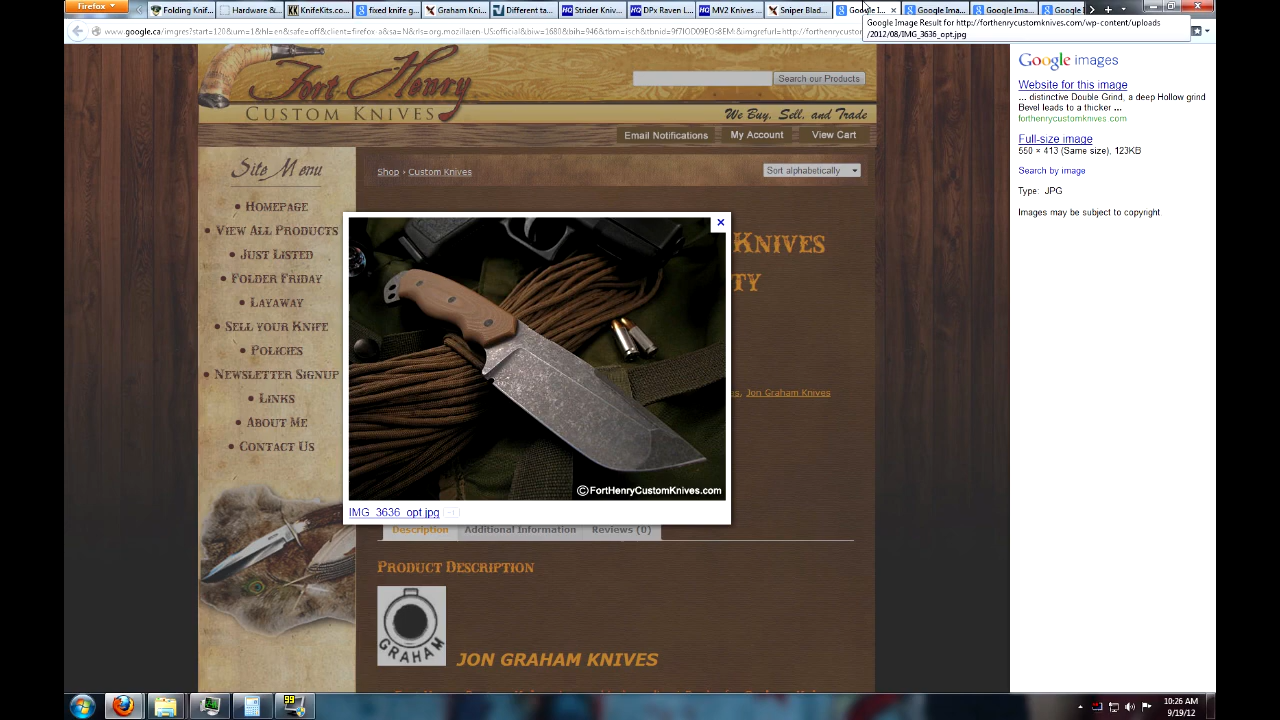 Firefox
Folding Knif...
Hardware &...
KnifeKits.co...
fixed knife g...
Graham Kni...
Different ta...
Strider Kniv...
DPx Raven L...
MV2 Knives ...
Sniper Blad...
Google I...
Google Ima...
Google Ima...
Google I
Google Image Result for http://forthenrycustomknives.com/wp-content/uploads
/2012/08/IMG_3636_opt.jpg
Fort Henry
Custom Knives
Search our Products
We Buy, Sell, and Trade
Email Notifications
My Account
View Cart
Site Menu
Homepage
View All Products
Just Listed
Folder Friday
Layaway
Sell your Knife
Policies
Newsletter Signup
Links
About Me
Contact Us
Shop › Custom Knives
Sort alphabetically
Knives
TY
Jon Graham Knives
©FortHenryCustomKnives.com
IMG_3636_opt.jpg
+1
Description
Additional Information
Reviews (0)
Product Description
GRAHAM
JON GRAHAM KNIVES
Google images
Website for this image
... distinctive Double Grind, a deep Hollow grind
Bevel leads to a thicker ...
forthenrycustomknives.com
Full-size image
550 × 413 (Same size), 123KB
Search by image
Type: JPG
Images may be subject to copyright.
99
10:26 AM
9/19/12